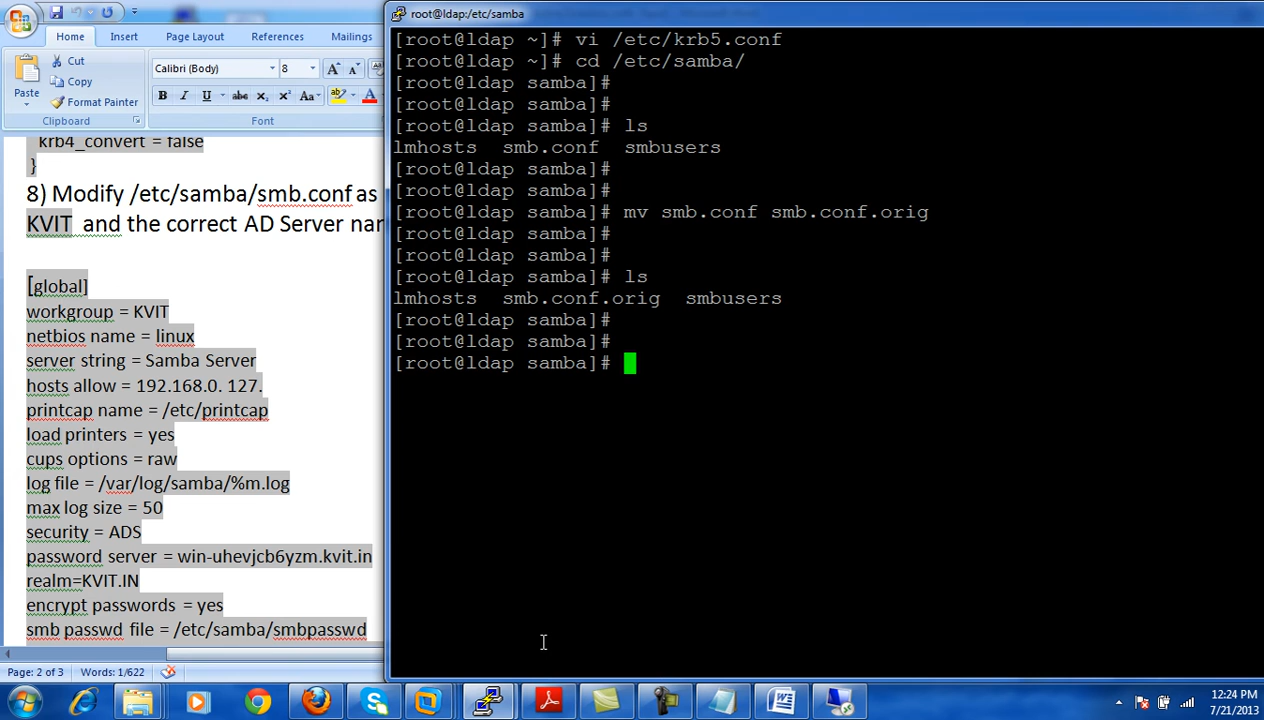 root@ldap:/etc/samba
Home Insert Page Layout References Mailings
Cut
Copy
Format Painter
Paste
Calibri (Body) 8
Clipboard
Font
krb4_convert = false
}
8) Modify /etc/samba/smb.conf as
KVIT and the correct AD Server nan
[global]
workgroup = KVIT
netbios name = linux
server string = Samba Server
hosts allow = 192.168.0. 127.
printcap name = /etc/printcap
load printers = yes
cups options = raw
log file = /var/log/samba/%m.log
max log size = 50
security = ADS
password server = win-uhevjcb6yzm.kvit.in
realm=KVIT.IN
encrypt passwords = yes
smb passwd file = /etc/samba/smbpasswd
Page: 2 of 3 Words: 1/622
[root@ldap ~]# vi /etc/krb5.conf
[root@ldap ~]# cd /etc/samba/
[root@ldap samba]#
[root@ldap samba]#
[root@ldap samba]# ls
lmhosts smb.conf smbusers
[root@ldap samba]#
[root@ldap samba]#
[root@ldap samba]# mv smb.conf smb.conf.orig
[root@ldap samba]#
[root@ldap samba]#
[root@ldap samba]# ls
lmhosts smb.conf.orig smbusers
[root@ldap samba]#
[root@ldap samba]#
[root@ldap samba]#
12:24 PM
7/21/2013